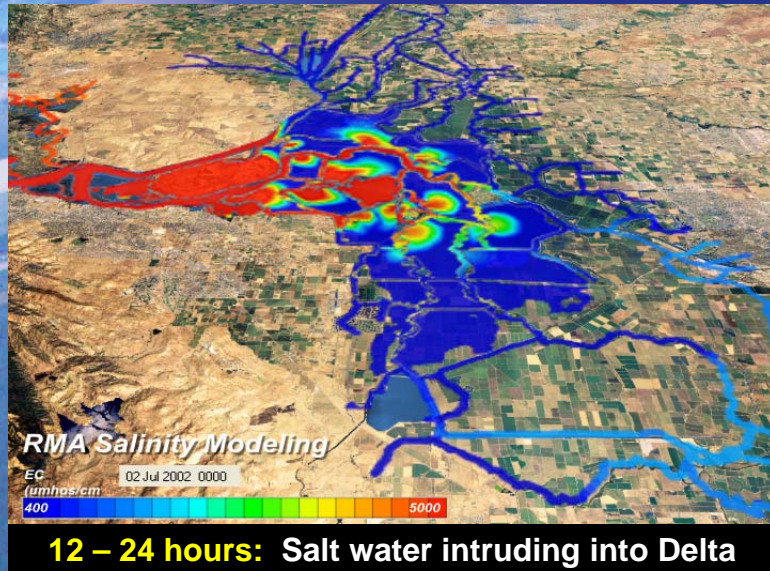 RMA Salinity Modeling
EC
(umhos/cm
02 Jul 2002 0000
400
5000
12 – 24 hours: Salt water intruding into Delta